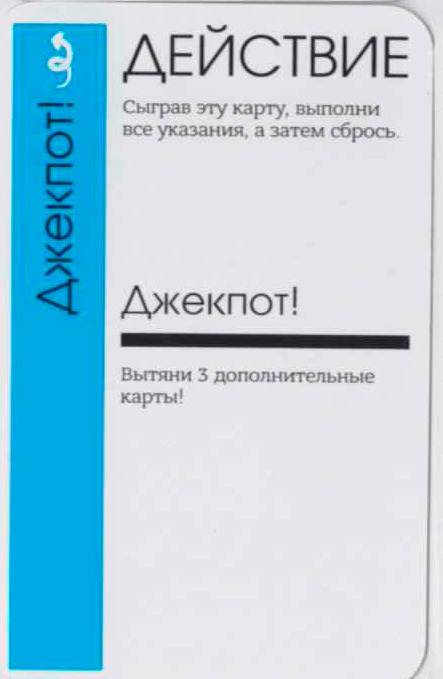 Джекпот!
ДЕЙСТВИЕ
Сыграв эту карту, выполни
все указания, а затем сбрось.
Джекпот!
Вытяни 3 дополнительные
карты!